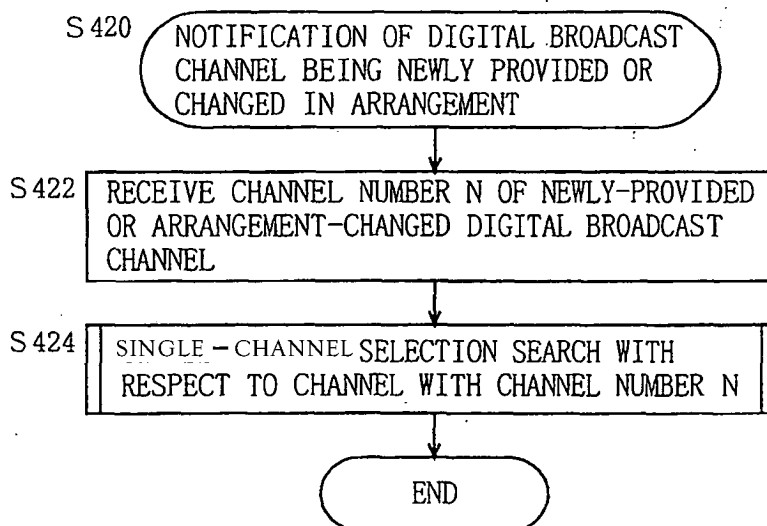 S420
NOTIFICATION OF DIGITAL BROADCAST
CHANNEL BEING NEWLY PROVIDED OR
CHANGED IN ARRANGEMENT
S422
RECEIVE CHANNEL NUMBER N OF NEWLY-PROVIDED
OR ARRANGEMENT-CHANGED DIGITAL BROADCAST
CHANNEL
S424
SINGLE-CHANNEL SELECTION SEARCH WITH
RESPECT TO CHANNEL WITH CHANNEL NUMBER N
END